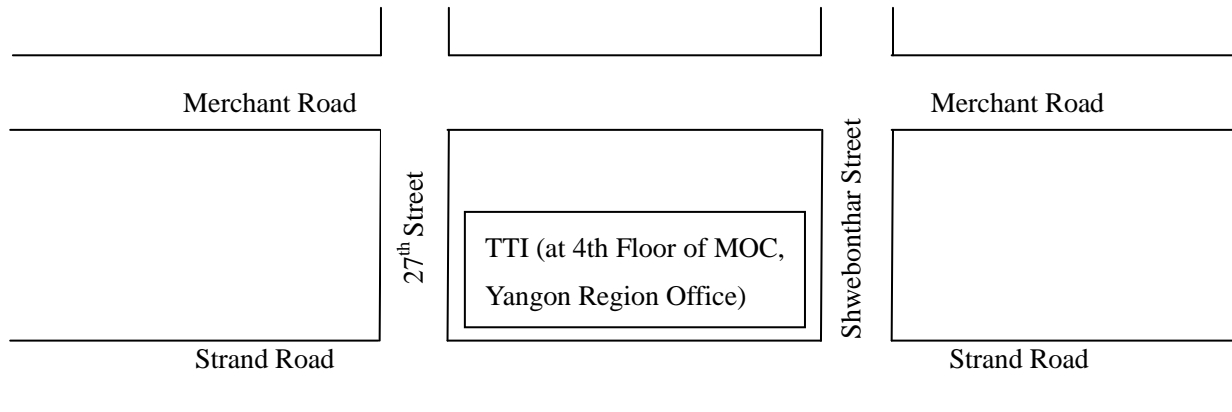 Merchant Road
Merchant Road
27th Street
Shwebonthar Street
TTI (at 4th Floor of MOC,
Yangon Region Office)
Strand Road
Strand Road